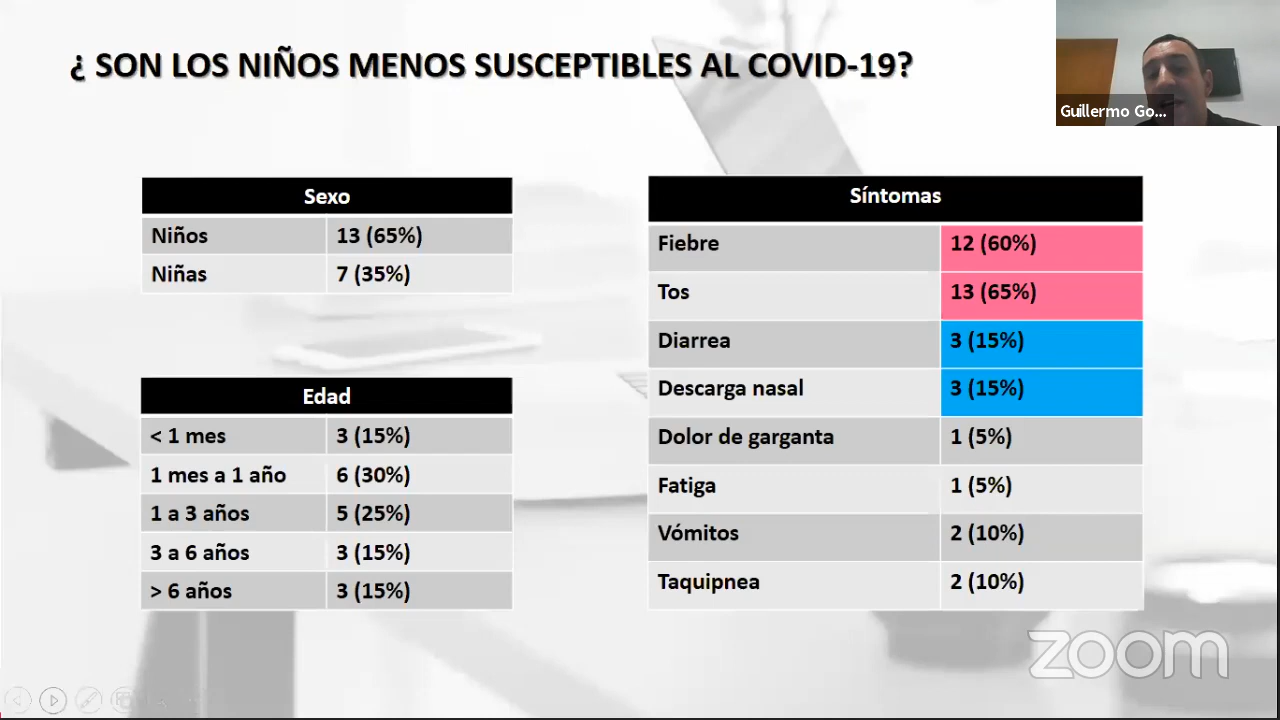 ¿ SON LOS NIÑOS MENOS SUSCEPTIBLES AL COVID-19?
Guillermo Go...
Sexo
Niños 13 (65%)
Niñas 7 (35%)
Edad
< 1 mes 3 (15%)
1 mes a 1 año 6 (30%)
1 a 3 años 5 (25%)
3 a 6 años 3 (15%)
> 6 años 3 (15%)
Síntomas
Fiebre 12 (60%)
Tos 13 (65%)
Diarrea 3 (15%)
Descarga nasal 3 (15%)
Dolor de garganta 1 (5%)
Fatiga 1 (5%)
Vómitos 2 (10%)
Taquipnea 2 (10%)
zoom